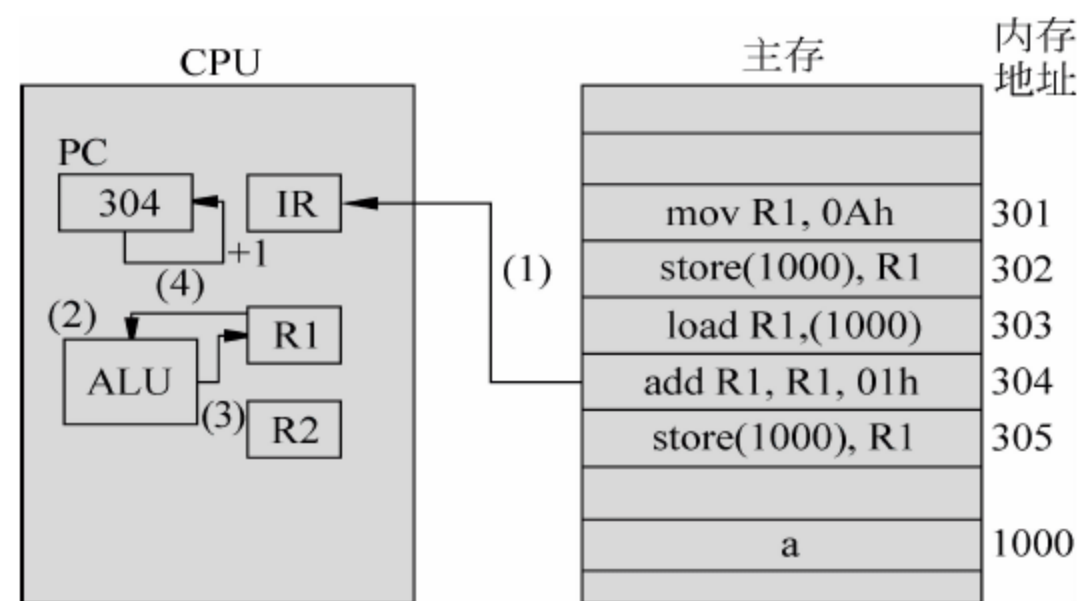 CPU
主存
内存
地址
PC
304
IR
+1
(4)
(1)
(2)
R1
ALU
(3)
R2
mov R1, 0Ah
301
store(1000), R1
302
load R1,(1000)
303
add R1, R1, 01h
304
store(1000), R1
305
a
1000